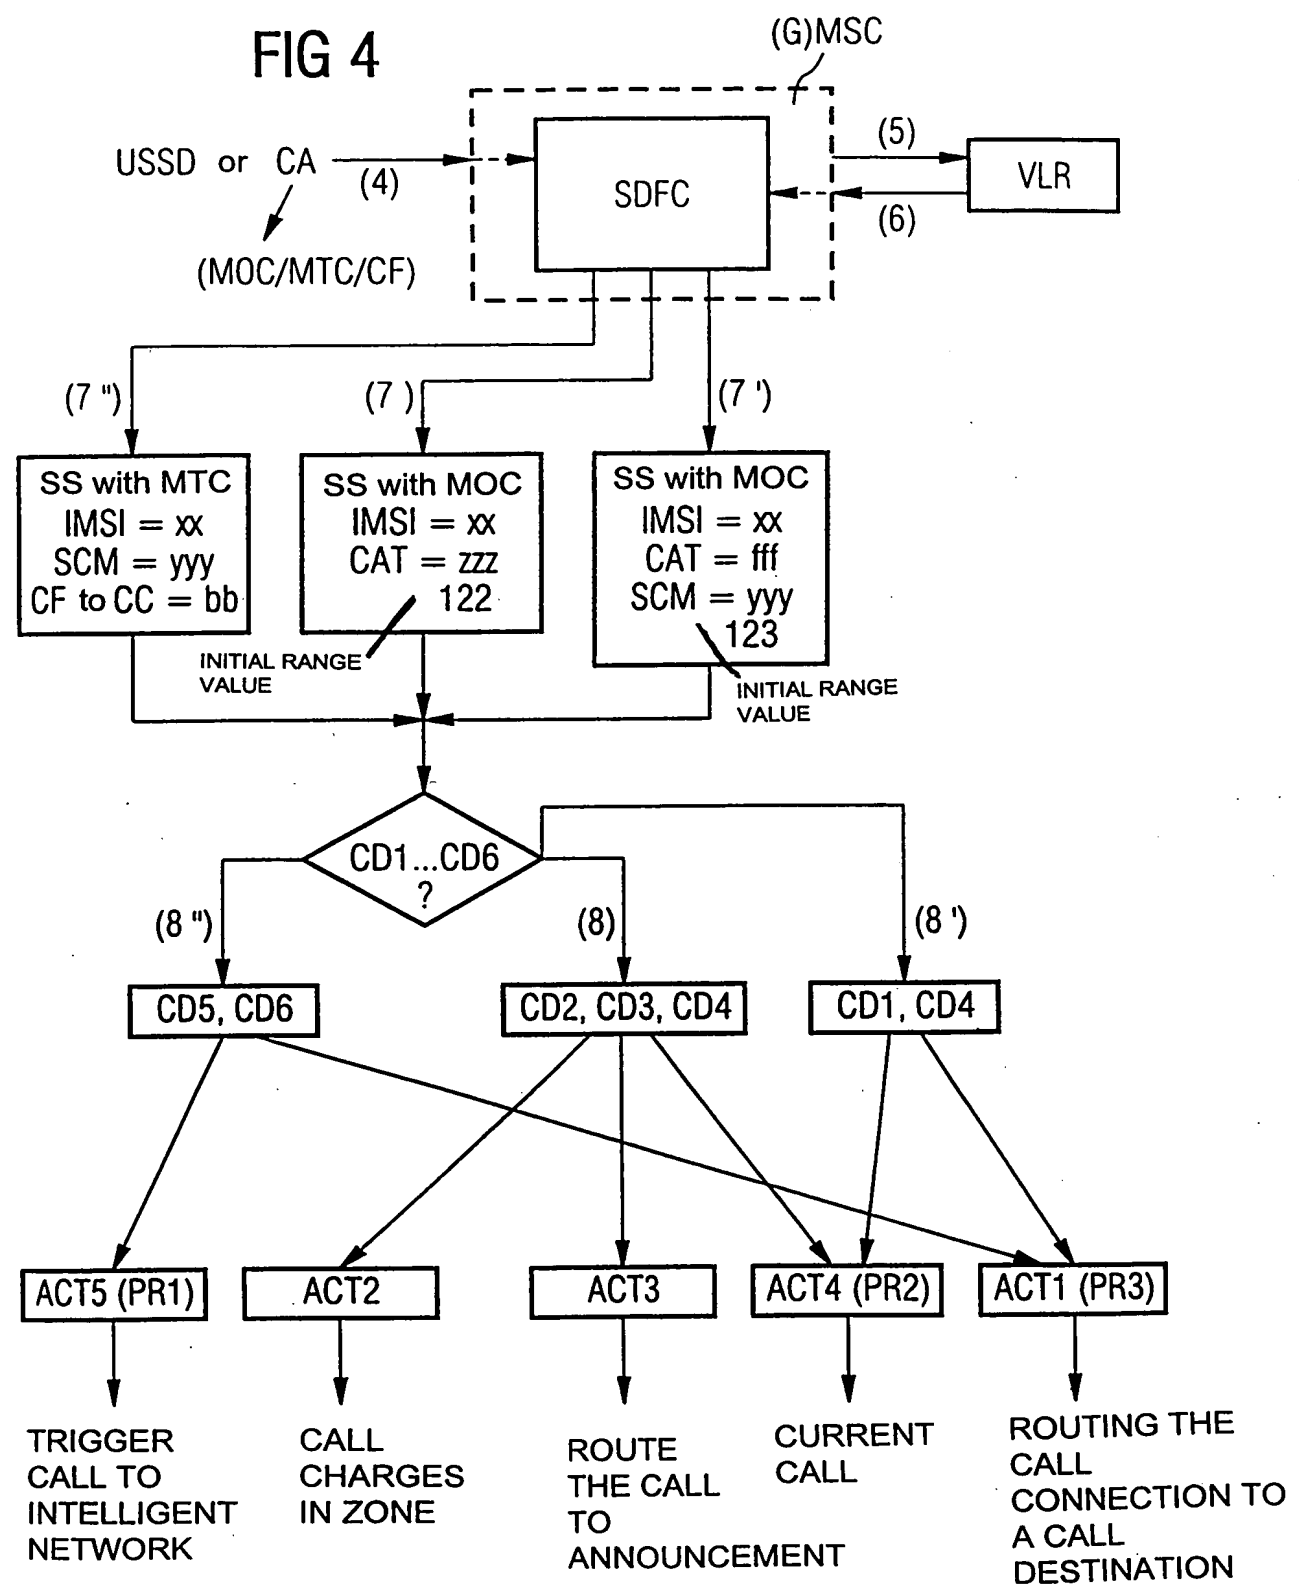 FIG 4
(G)MSC
USSD or CA
(4)
SDFC
(5)
(6)
VLR
(MOC/MTC/CF)
(7 ")
(7 )
(7 ')
SS with MTC
IMSI = xx
SCM = yyy
CF to CC = bb
SS with MOC
IMSI = xx
CAT = zzz
122
SS with MOC
IMSI = xx
CAT = fff
SCM = yyy
123
INITIAL RANGE
VALUE
INITIAL RANGE
VALUE
CD1...CD6
?
(8 ")
(8)
(8 ')
CD5, CD6
CD2, CD3, CD4
CD1, CD4
ACT5 (PR1)
ACT2
ACT3
ACT4 (PR2)
ACT1 (PR3)
TRIGGER
CALL TO
INTELLIGENT
NETWORK
CALL
CHARGES
IN ZONE
ROUTE
THE CALL
TO
ANNOUNCEMENT
CURRENT
CALL
ROUTING THE
CALL
CONNECTION TO
A CALL
DESTINATION